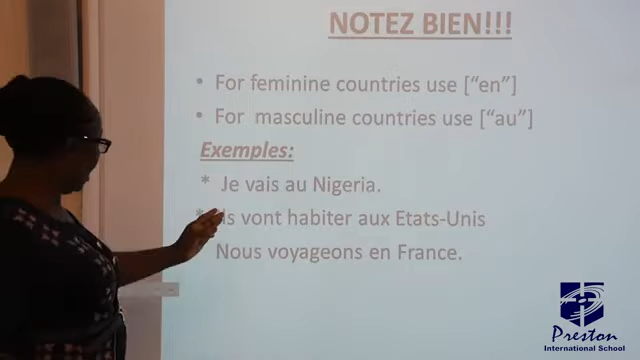 NOTEZ BIEN!!!
• For feminine countries use ["en"]
• For masculine countries use ["au"]
Exemples:
* Je vais au Nigeria.
* Ils vont habiter aux Etats-Unis
Nous voyageons en France.
Preston
International School